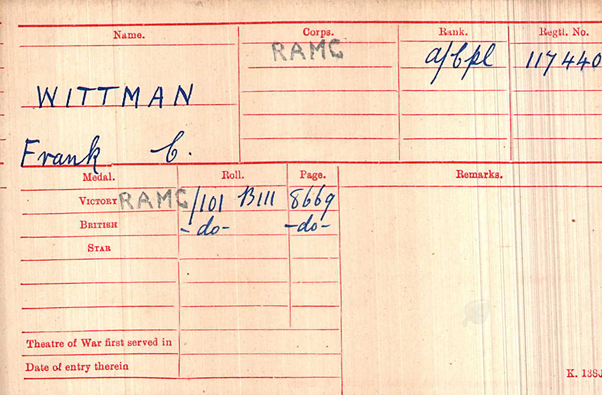 Name. Corps. Rank. Regtl. No.
RAMC a/Cpl 117440
WITTMAN
Frank C.
Medal. Roll. Page. Remarks.
VICTORY RAMC/101 B111 8669
BRITISH -do- -do-
STAR
Theatre of War first served in
Date of entry therein
K. 1380